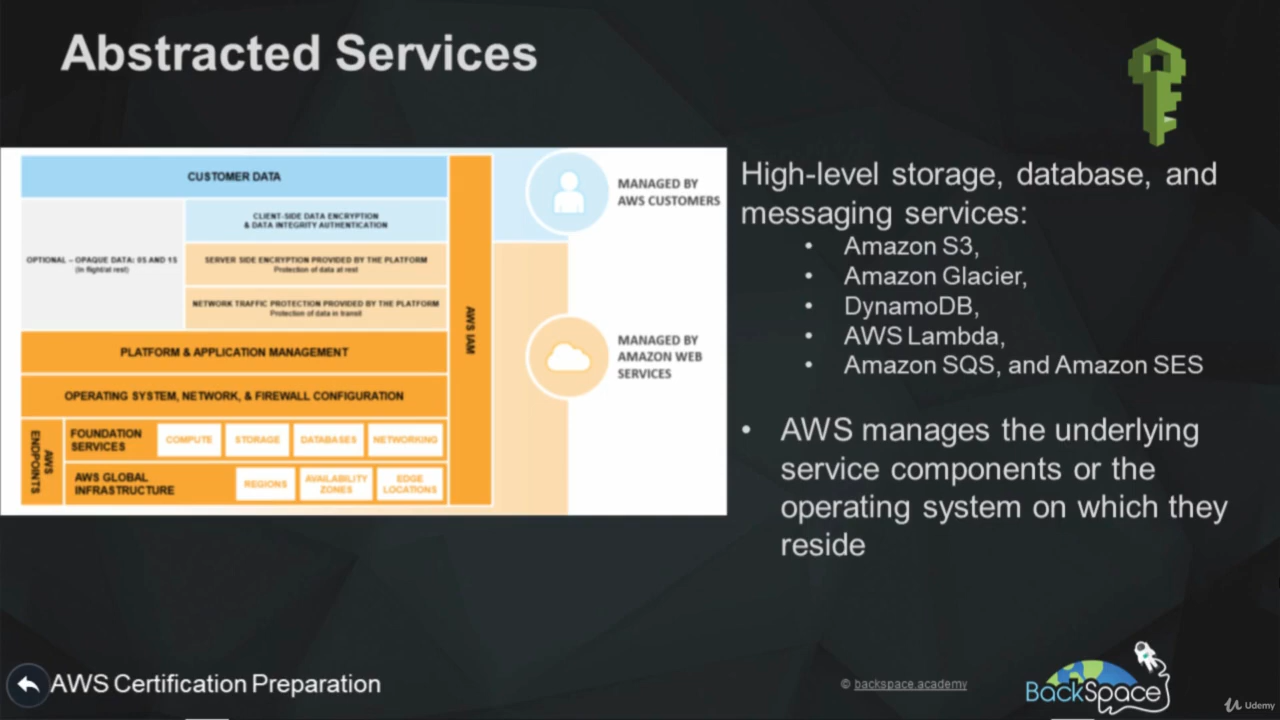 Abstracted Services
CUSTOMER DATA
OPTIONAL – OPAQUE DATA: 0S AND 1S
(in flight/at rest)
CLIENT-SIDE DATA ENCRYPTION
& DATA INTEGRITY AUTHENTICATION
SERVER SIDE ENCRYPTION PROVIDED BY THE PLATFORM
Protection of data at rest
NETWORK TRAFFIC PROTECTION PROVIDED BY THE PLATFORM
Protection of data in transit
PLATFORM & APPLICATION MANAGEMENT
OPERATING SYSTEM, NETWORK, & FIREWALL CONFIGURATION
AWS
ENDPOINTS
FOUNDATION
SERVICES
COMPUTE
STORAGE
DATABASES
NETWORKING
AWS GLOBAL
INFRASTRUCTURE
REGIONS
AVAILABILITY
ZONES
EDGE
LOCATIONS
AWS IAM
MANAGED BY
AWS CUSTOMERS
MANAGED BY
AMAZON WEB
SERVICES
High-level storage, database, and
messaging services:
• Amazon S3,
• Amazon Glacier,
• DynamoDB,
• AWS Lambda,
• Amazon SQS, and Amazon SES
• AWS manages the underlying
service components or the
operating system on which they
reside
AWS Certification Preparation
© backspace.academy
BackSpace
Udemy